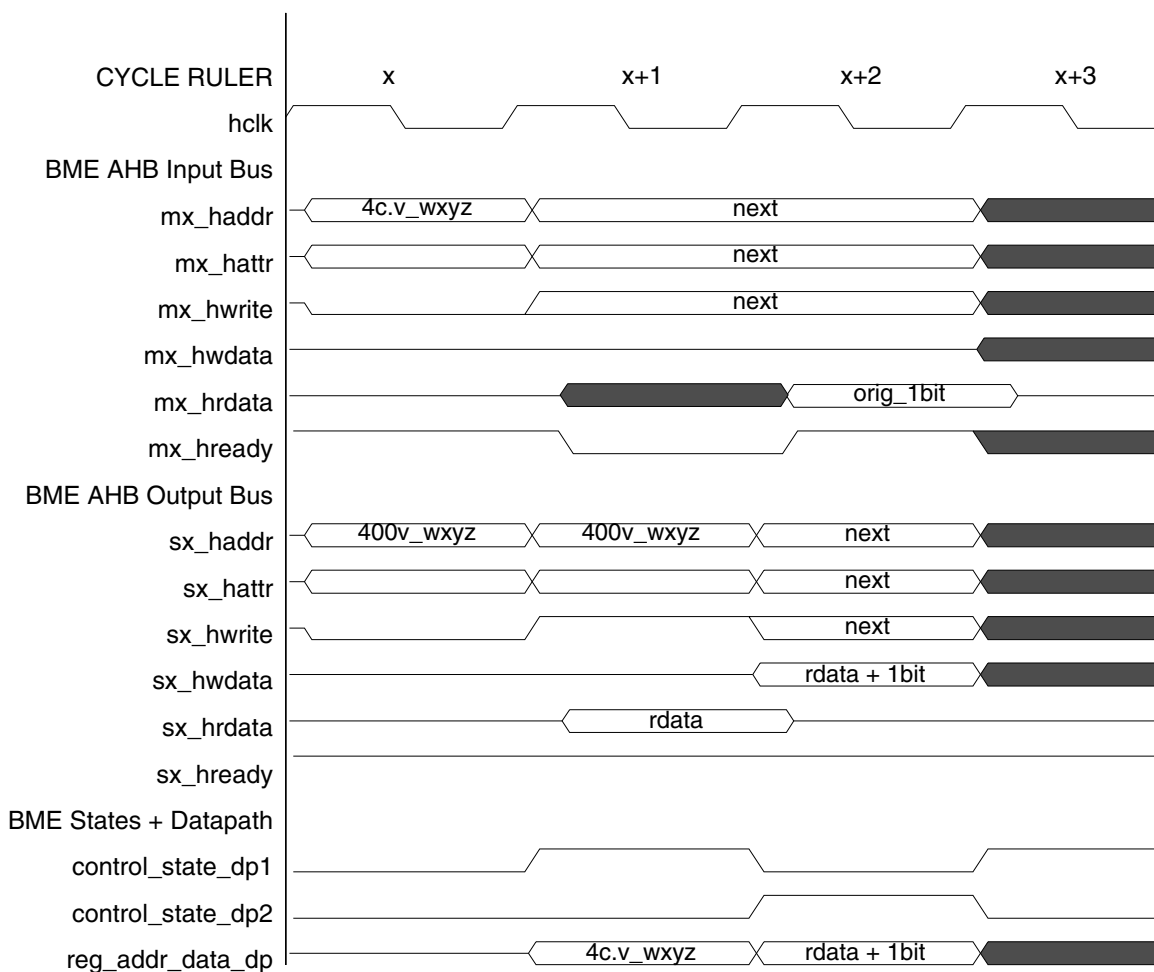 CYCLE RULER x x+1 x+2 x+3
hclk
BME AHB Input Bus
mx_haddr 4c.v_wxyz next
mx_hattr next
mx_hwrite next
mx_hwdata
mx_hrdata orig_1bit
mx_hready
BME AHB Output Bus
sx_haddr 400v_wxyz 400v_wxyz next
sx_hattr next
sx_hwrite next
sx_hwdata rdata + 1bit
sx_hrdata rdata
sx_hready
BME States + Datapath
control_state_dp1
control_state_dp2
reg_addr_data_dp 4c.v_wxyz rdata + 1bit